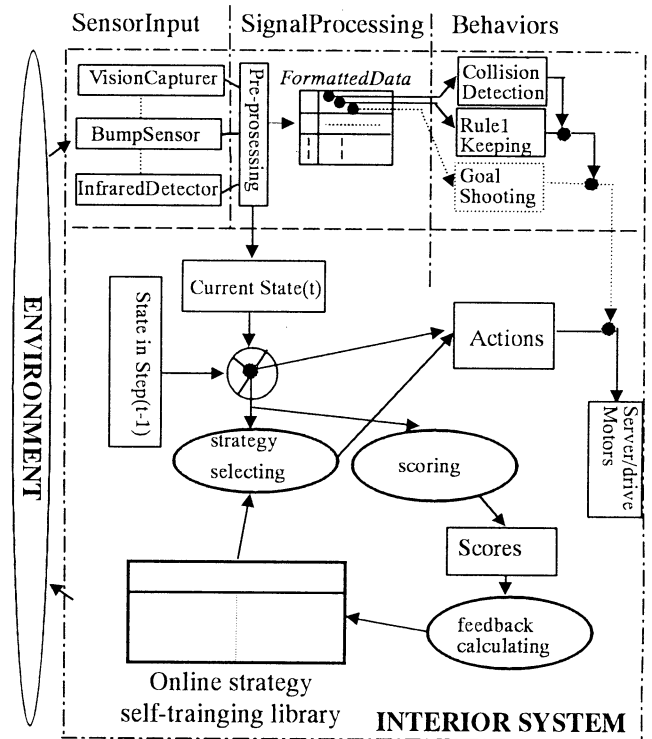 SensorInput
SignalProcessing
Behaviors
VisionCapturer
BumpSensor
InfraredDetector
Pre-prosessing
FormattedData
Collision
Detection
Rule1
Keeping
Goal
Shooting
ENVIRONMENT
Current State(t)
State in
Step(t-1)
Actions
strategy
selecting
scoring
Server/drive
Motors
Scores
feedback
calculating
Online strategy
self-trainging library
INTERIOR SYSTEM